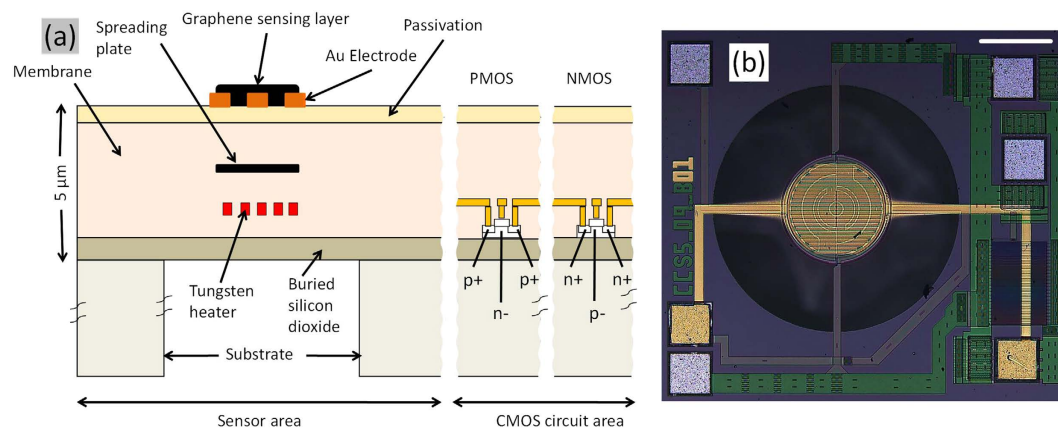 (a)
Graphene sensing layer
Spreading
plate
Passivation
Au Electrode
Membrane
PMOS
NMOS
5 μm
p+
p+
n+
n+
n-
p-
Tungsten
heater
Buried
silicon
dioxide
Substrate
Sensor area
CMOS circuit area
(b)
CCS5_19_B01